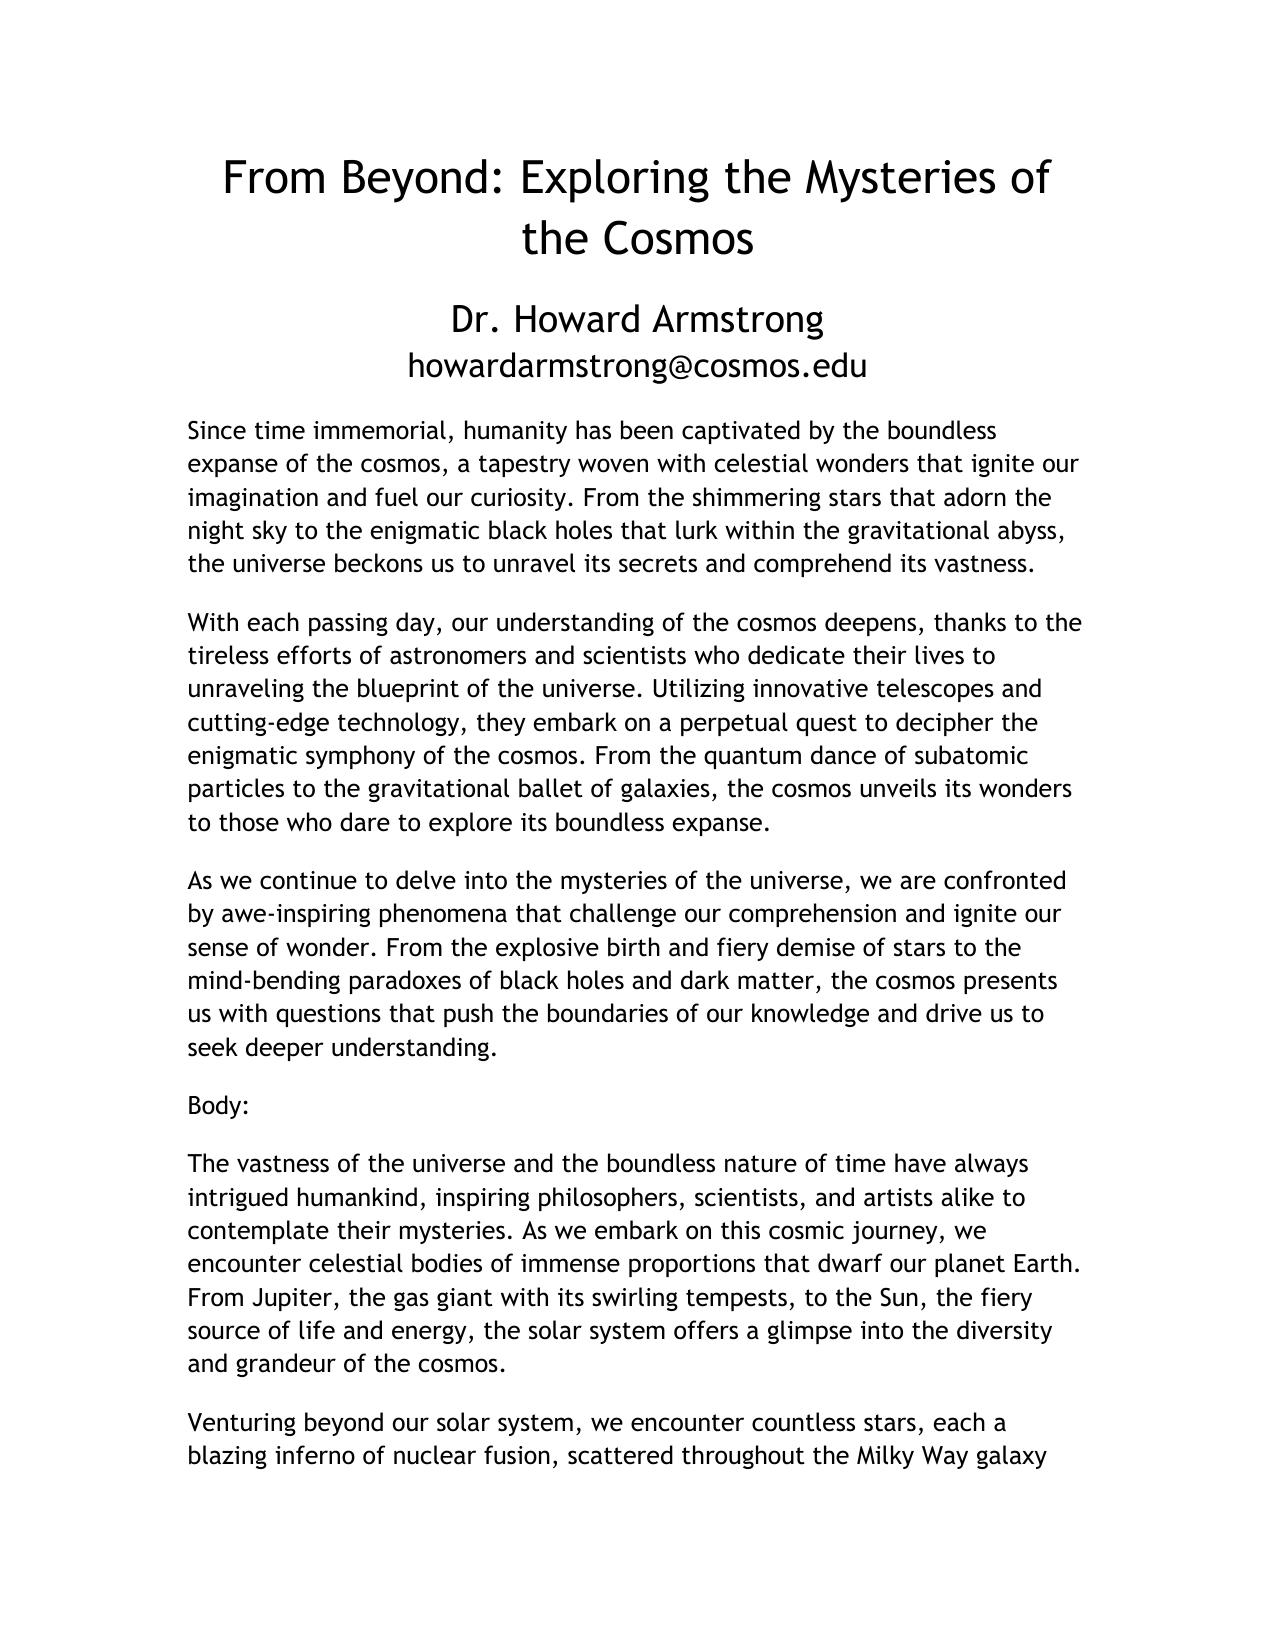 From Beyond: Exploring the Mysteries of
the Cosmos
Dr. Howard Armstrong
howardarmstrong@cosmos.edu
Since time immemorial, humanity has been captivated by the boundless
expanse of the cosmos, a tapestry woven with celestial wonders that ignite our
imagination and fuel our curiosity. From the shimmering stars that adorn the
night sky to the enigmatic black holes that lurk within the gravitational abyss,
the universe beckons us to unravel its secrets and comprehend its vastness.
With each passing day, our understanding of the cosmos deepens, thanks to the
tireless efforts of astronomers and scientists who dedicate their lives to
unraveling the blueprint of the universe. Utilizing innovative telescopes and
cutting-edge technology, they embark on a perpetual quest to decipher the
enigmatic symphony of the cosmos. From the quantum dance of subatomic
particles to the gravitational ballet of galaxies, the cosmos unveils its wonders
to those who dare to explore its boundless expanse.
As we continue to delve into the mysteries of the universe, we are confronted
by awe-inspiring phenomena that challenge our comprehension and ignite our
sense of wonder. From the explosive birth and fiery demise of stars to the
mind-bending paradoxes of black holes and dark matter, the cosmos presents
us with questions that push the boundaries of our knowledge and drive us to
seek deeper understanding.
Body:
The vastness of the universe and the boundless nature of time have always
intrigued humankind, inspiring philosophers, scientists, and artists alike to
contemplate their mysteries. As we embark on this cosmic journey, we
encounter celestial bodies of immense proportions that dwarf our planet Earth.
From Jupiter, the gas giant with its swirling tempests, to the Sun, the fiery
source of life and energy, the solar system offers a glimpse into the diversity
and grandeur of the cosmos.
Venturing beyond our solar system, we encounter countless stars, each a
blazing inferno of nuclear fusion, scattered throughout the Milky Way galaxy